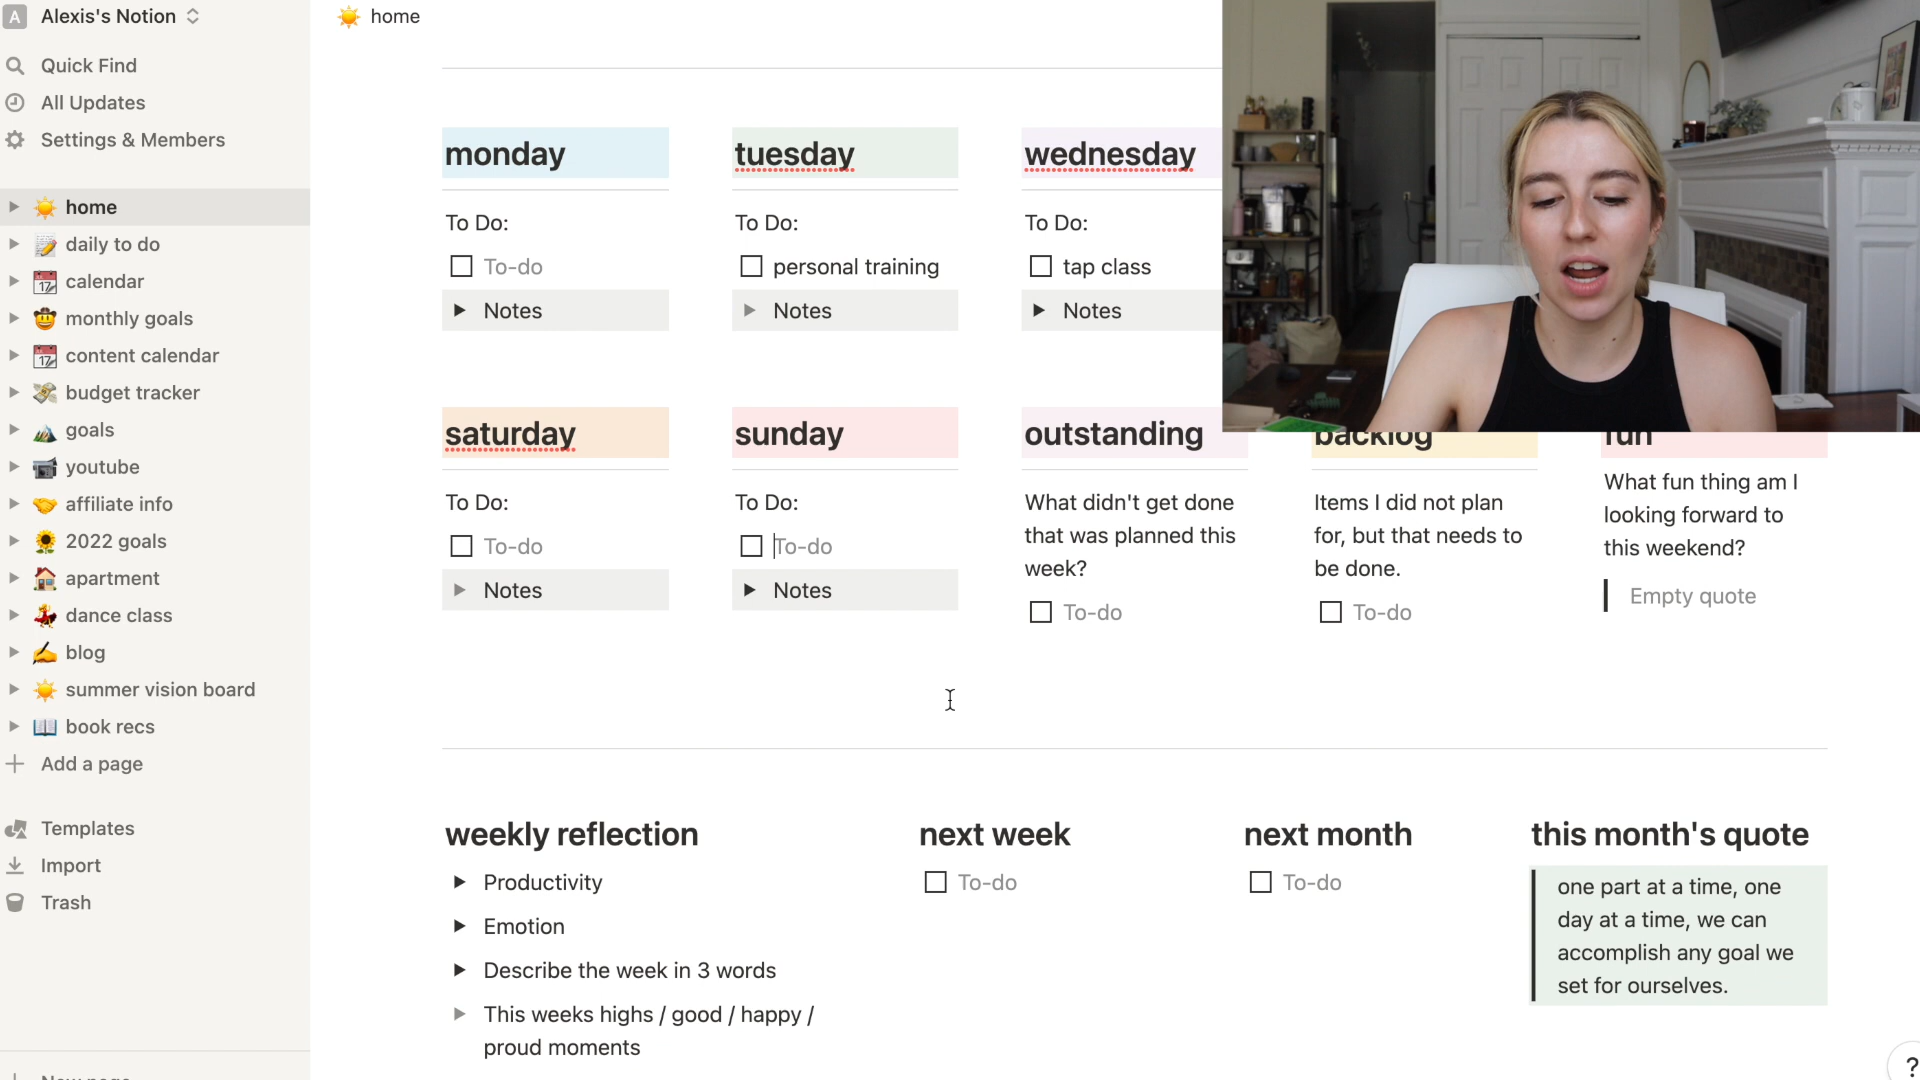 A Alexis's Notion
Quick Find
All Updates
Settings & Members
home
daily to do
calendar
monthly goals
content calendar
budget tracker
goals
youtube
affiliate info
2022 goals
apartment
dance class
blog
summer vision board
book recs
Add a page
Templates
Import
Trash
New page
home
monday
To Do:
To-do
Notes
tuesday
To Do:
personal training
Notes
wednesday
To Do:
tap class
Notes
saturday
To Do:
To-do
Notes
sunday
To Do:
To-do
Notes
outstanding
What didn't get done
that was planned this
week?
To-do
backlog
Items I did not plan
for, but that needs to
be done.
To-do
fun
What fun thing am I
looking forward to
this weekend?
Empty quote
weekly reflection
Productivity
Emotion
Describe the week in 3 words
This weeks highs / good / happy /
proud moments
next week
To-do
next month
To-do
this month's quote
one part at a time, one
day at a time, we can
accomplish any goal we
set for ourselves.
?